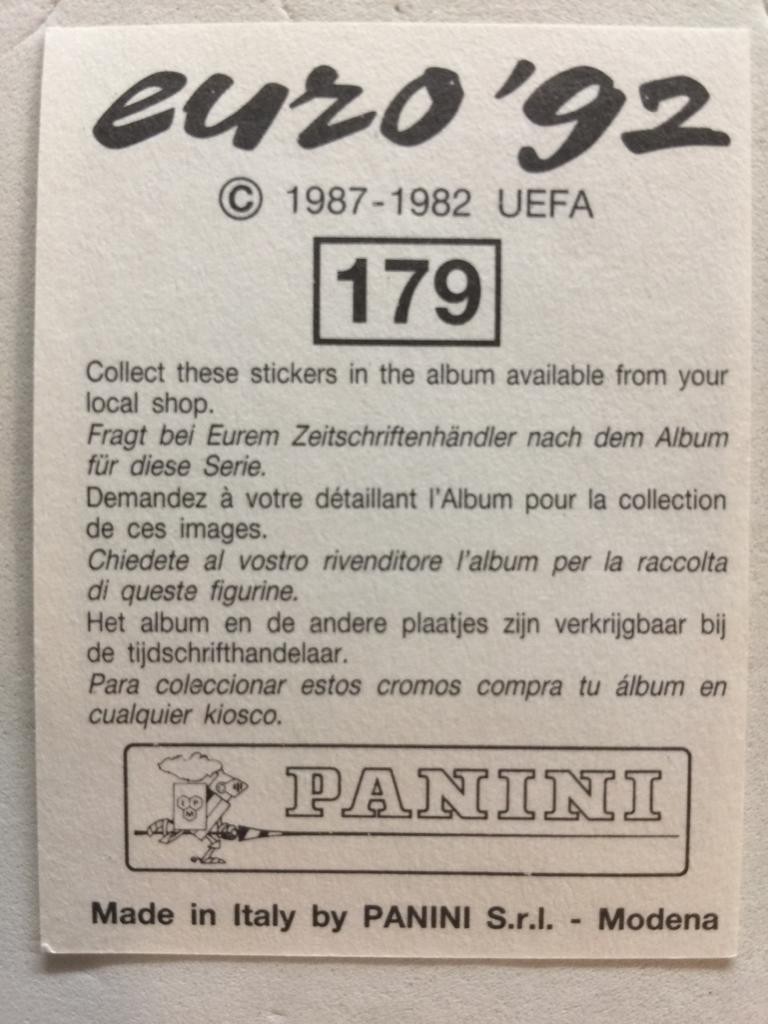 euro '92
© 1987-1982 UEFA
179
Collect these stickers in the album available from your
local shop.
Fragt bei Eurem Zeitschriftenhändler nach dem Album
für diese Serie.
Demandez à votre détaillant l'Album pour la collection
de ces images.
Chiedete al vostro rivenditore l'album per la raccolta
di queste figurine.
Het album en de andere plaatjes zijn verkrijgbaar bij
de tijdschrifthandelaar.
Para coleccionar estos cromos compra tu álbum en
cualquier kiosco.
PANINI
Made in Italy by PANINI S.r.l. - Modena